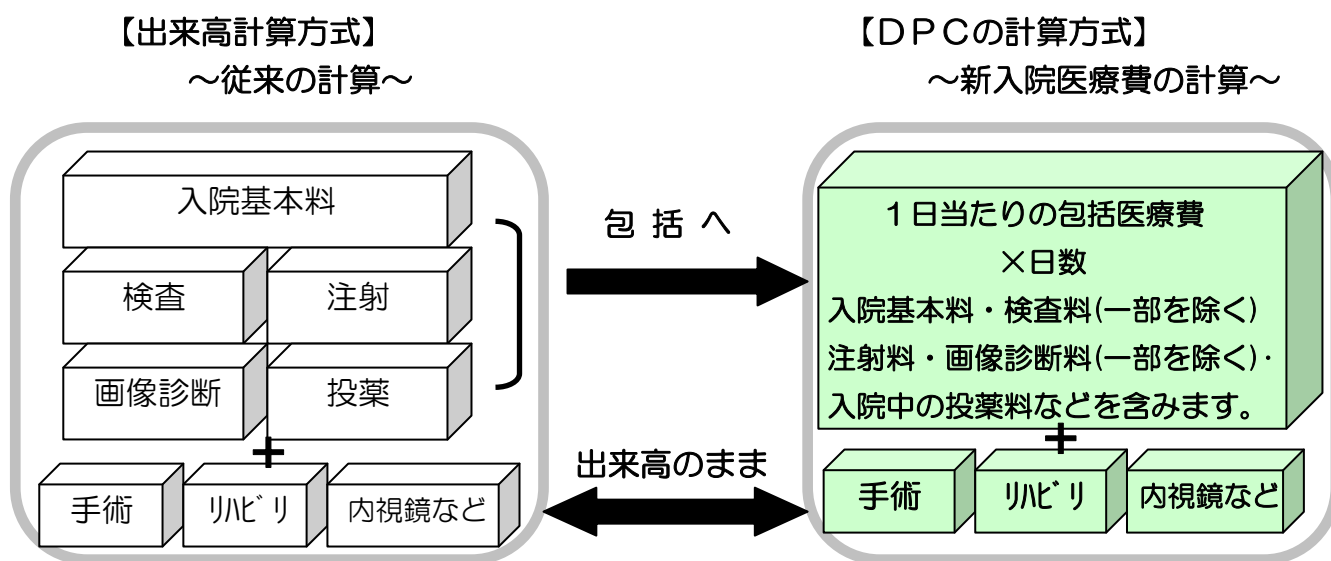 【出来高計算方式】
～従来の計算～
入院基本料
検査
注射
画像診断
投薬
+
手術
ﾘﾊﾋﾞﾘ
内視鏡など
包括へ
出来高のまま
【ＤＰＣの計算方式】
～新入院医療費の計算～
１日当たりの包括医療費
×日数
入院基本料・検査料(一部を除く)
注射料・画像診断料(一部を除く)・
入院中の投薬料などを含みます。
+
手術
ﾘﾊﾋﾞﾘ
内視鏡など